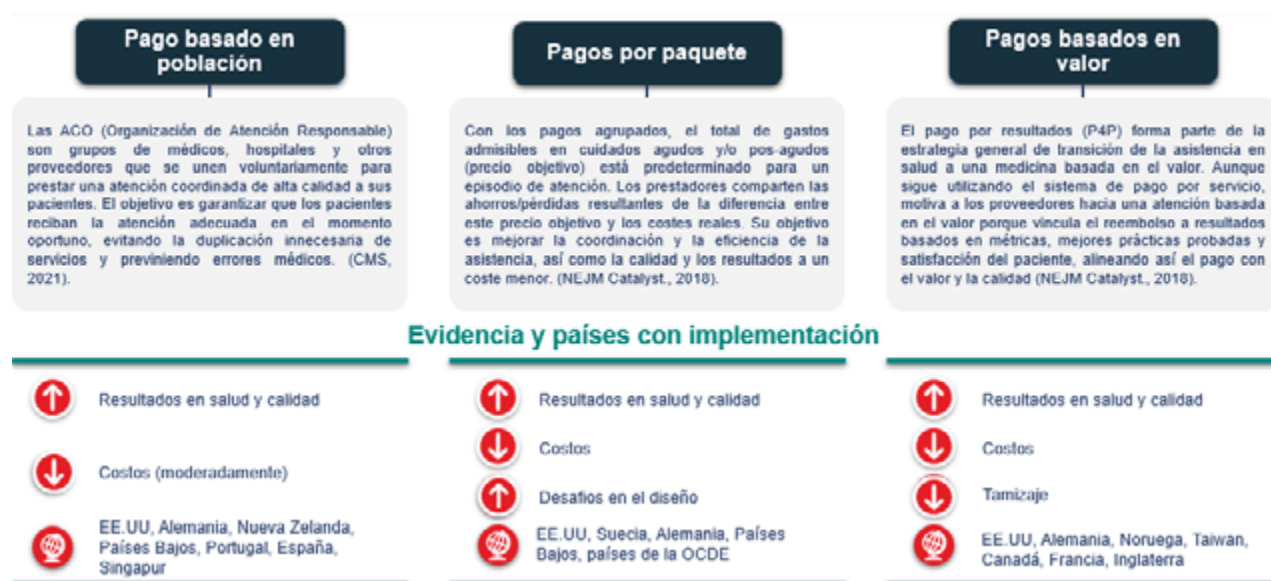 Pago basado en
población
Las ACO (Organización de Atención Responsable)
son grupos de médicos, hospitales y otros
proveedores que se unen voluntariamente para
prestar una atención coordinada de alta calidad a sus
pacientes. El objetivo es garantizar que los pacientes
reciban la atención adecuada en el momento
oportuno, evitando la duplicación innecesaria de
servicios y previniendo errores médicos. (CMS,
2021).
Pagos por paquete
Con los pagos agrupados, el total de gastos
admisibles en cuidados agudos y/o pos-agudos
(precio objetivo) está predeterminado para un
episodio de atención. Los prestadores comparten las
ahorros/pérdidas resultantes de la diferencia entre
este precio objetivo y los costes reales. Su objetivo
es mejorar la coordinación y la eficiencia de la
asistencia, así como la calidad y los resultados a un
coste menor. (NEJM Catalyst., 2018).
Pagos basados en
valor
El pago por resultados (P4P) forma parte de la
estrategia general de transición de la asistencia en
salud a una medicina basada en el valor. Aunque
sigue utilizando el sistema de pago por servicio,
motiva a los proveedores hacia una atención basada
en el valor porque vincula el reembolso a resultados
basados en métricas, mejores prácticas probadas y
satisfacción del paciente, alineando así el pago con
el valor y la calidad (NEJM Catalyst., 2018).
Evidencia y países con implementación
Resultados en salud y calidad
Costos (moderadamente)
EE.UU, Alemania, Nueva Zelanda,
Países Bajos, Portugal, España,
Singapur
Resultados en salud y calidad
Costos
Desafios en el diseño
EE.UU, Suecia, Alemania, Países
Bajos, países de la OCDE
Resultados en salud y calidad
Costos
Tamizaje
EE.UU, Alemania, Noruega, Taiwan,
Canadá, Francia, Inglaterra